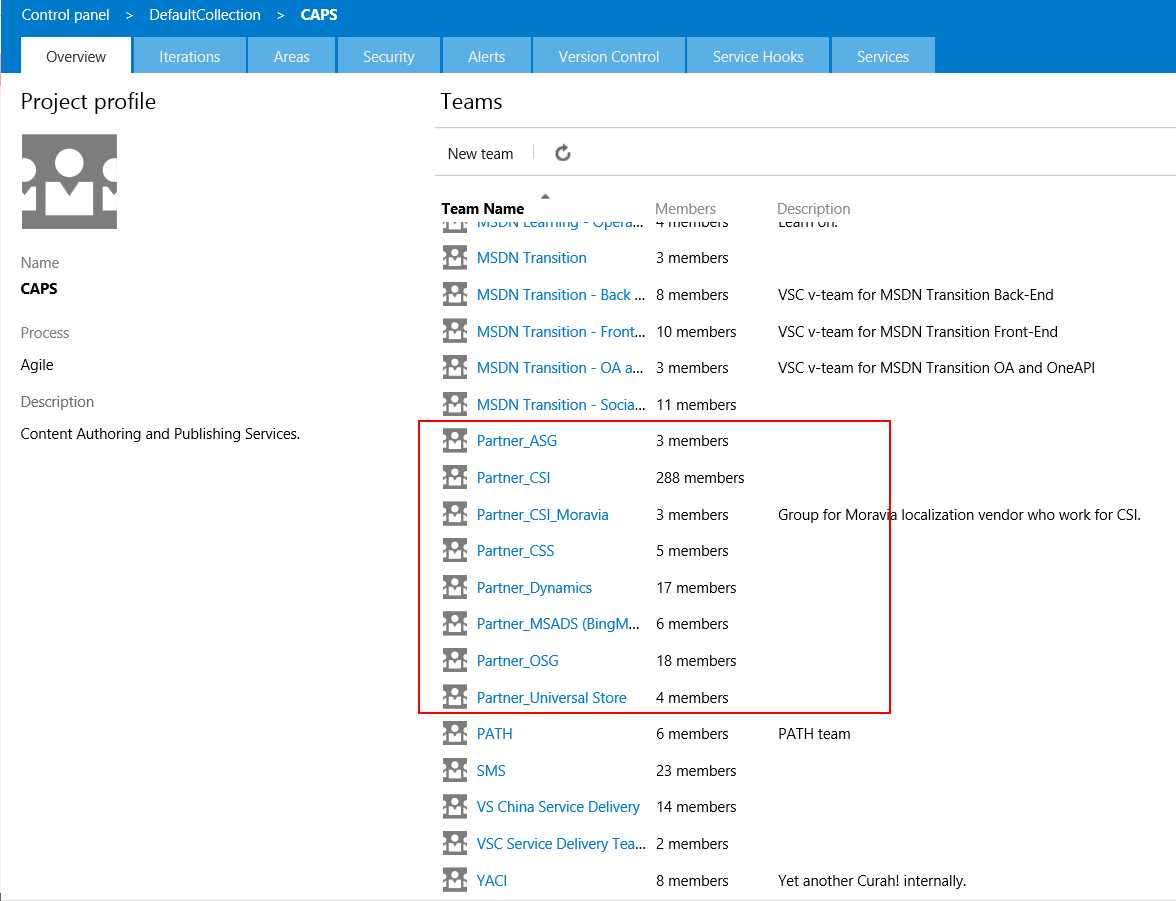 Control panel > DefaultCollection > CAPS
Overview Iterations Areas Security Alerts Version Control Service Hooks Services
Project profile
Name
CAPS
Process
Agile
Description
Content Authoring and Publishing Services.
Teams
New team
Team Name Members Description
MSDN Learning - Opera... 4 members Learn on.
MSDN Transition 3 members
MSDN Transition - Back ... 8 members VSC v-team for MSDN Transition Back-End
MSDN Transition - Front... 10 members VSC v-team for MSDN Transition Front-End
MSDN Transition - OA a... 3 members VSC v-team for MSDN Transition OA and OneAPI
MSDN Transition - Socia... 11 members
Partner_ASG 3 members
Partner_CSI 288 members
Partner_CSI_Moravia 3 members Group for Moravia localization vendor who work for CSI.
Partner_CSS 5 members
Partner_Dynamics 17 members
Partner_MSADS (BingM... 6 members
Partner_OSG 18 members
Partner_Universal Store 4 members
PATH 6 members PATH team
SMS 23 members
VS China Service Delivery 14 members
VSC Service Delivery Tea... 2 members
YACI 8 members Yet another Curah! internally.